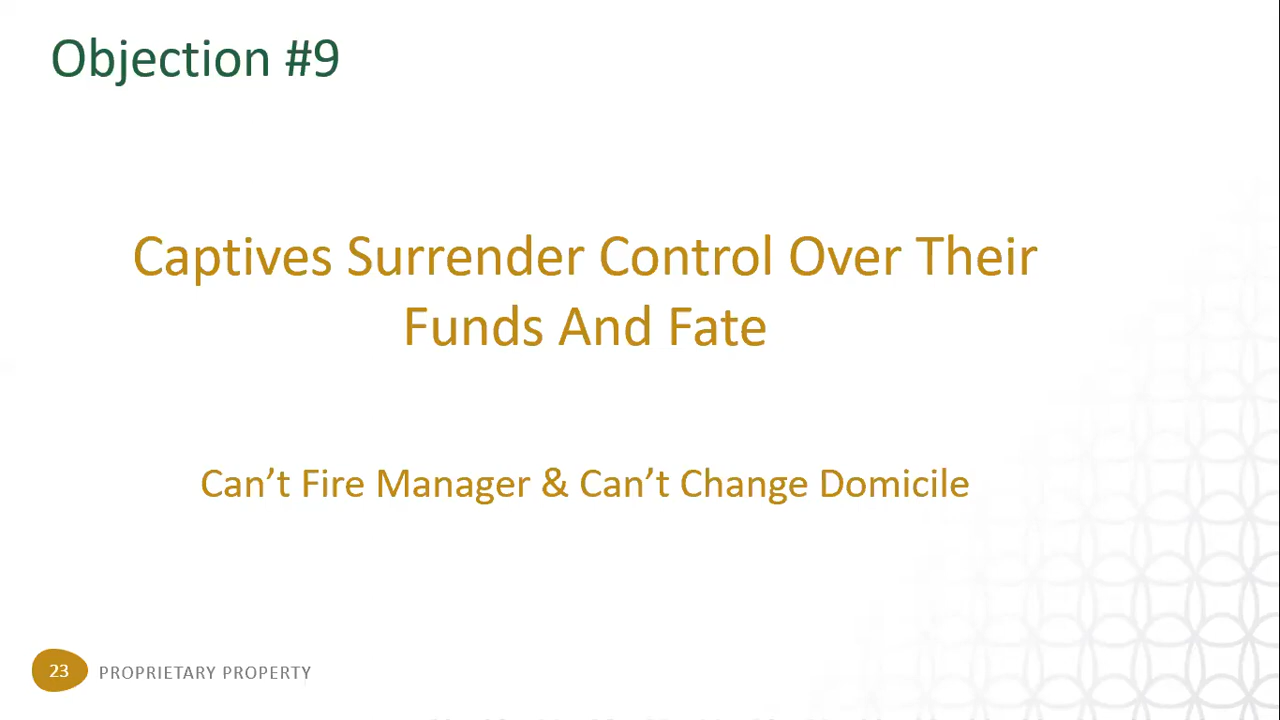 Objection #9
Captives Surrender Control Over Their
Funds And Fate
Can’t Fire Manager & Can’t Change Domicile
23 PROPRIETARY PROPERTY